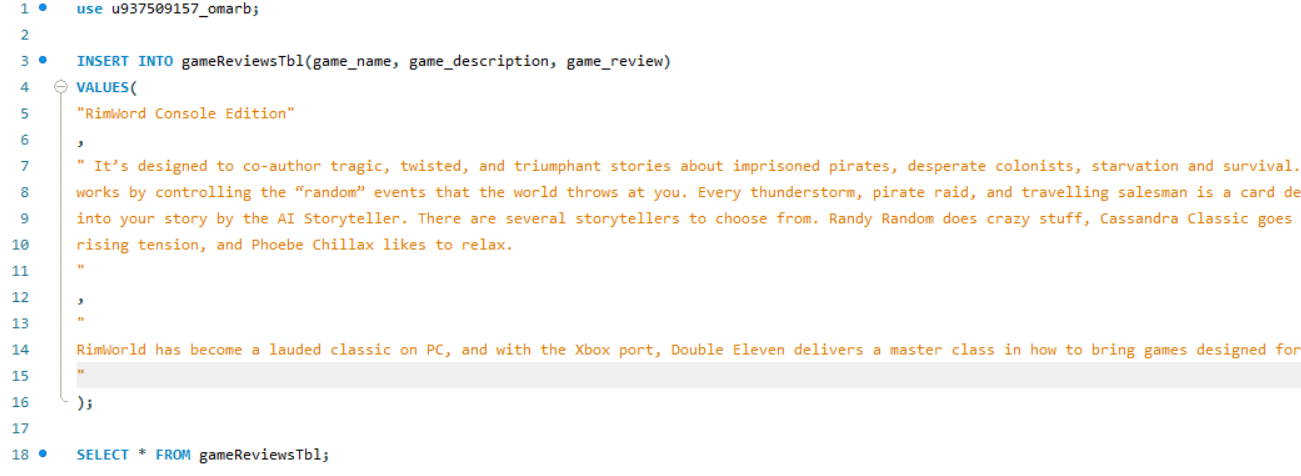 1 use u937509157_omarb;
2
3 INSERT INTO gameReviewsTbl(game_name, game_description, game_review)
4 VALUES(
5 "RimWord Console Edition"
6 ,
7 " It’s designed to co-author tragic, twisted, and triumphant stories about imprisoned pirates, desperate colonists, starvation and survival.
8 works by controlling the “random” events that the world throws at you. Every thunderstorm, pirate raid, and travelling salesman is a card de
9 into your story by the AI Storyteller. There are several storytellers to choose from. Randy Random does crazy stuff, Cassandra Classic goes
10 rising tension, and Phoebe Chillax likes to relax.
11 "
12 ,
13 "
14 RimWorld has become a lauded classic on PC, and with the Xbox port, Double Eleven delivers a master class in how to bring games designed for
15 "
16 );
17
18 SELECT * FROM gameReviewsTbl;